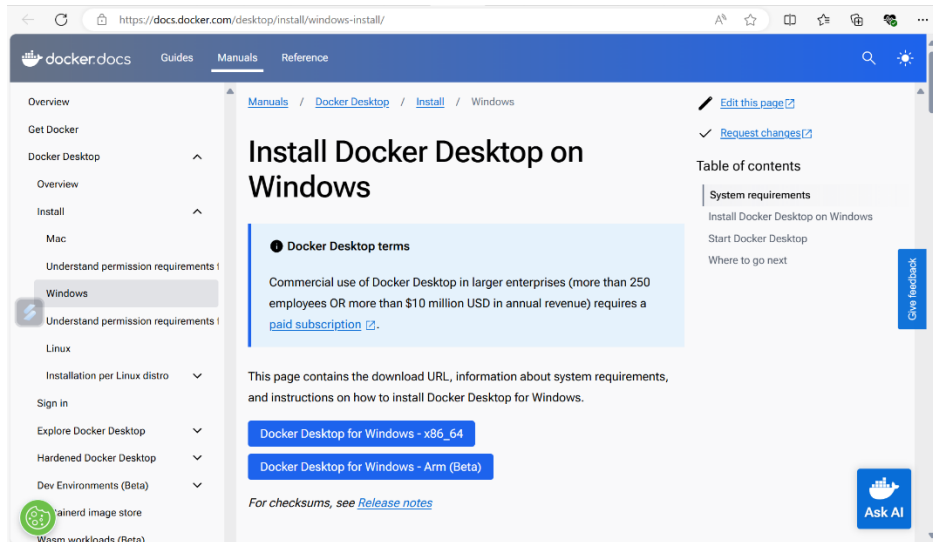 https://docs.docker.com/desktop/install/windows-install/
docker.docs
Guides
Manuals
Reference
Overview
Get Docker
Docker Desktop
Overview
Install
Mac
Understand permission requirements
Windows
Understand permission requirements
Linux
Installation per Linux distro
Sign in
Explore Docker Desktop
Hardened Docker Desktop
Dev Environments (Beta)
tainerd image store
Wasm workloads (Beta)
Manuals / Docker Desktop / Install / Windows
Install Docker Desktop on
Windows
Docker Desktop terms
Commercial use of Docker Desktop in larger enterprises (more than 250
employees OR more than $10 million USD in annual revenue) requires a
paid subscription .
This page contains the download URL, information about system requirements,
and instructions on how to install Docker Desktop for Windows.
Docker Desktop for Windows - x86_64
Docker Desktop for Windows - Arm (Beta)
For checksums, see Release notes
Edit this page
Request changes
Table of contents
System requirements
Install Docker Desktop on Windows
Start Docker Desktop
Where to go next
Give feedback
Ask AI